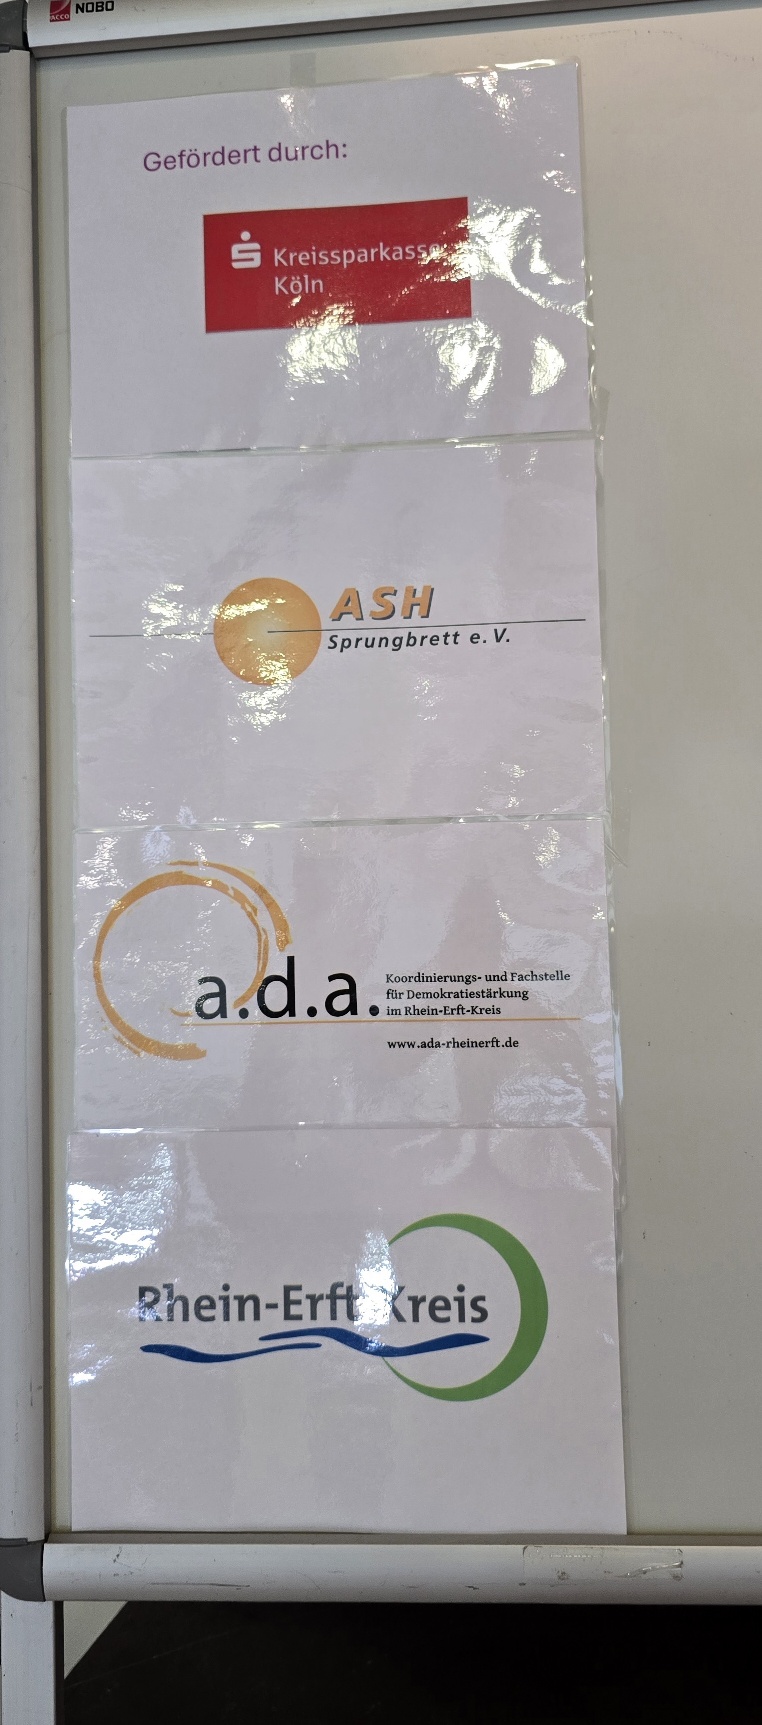 acco NOBO
Gefördert durch:
Kreissparkasse
Köln
ASH
Sprungbrett e.V.
a.d.a.
Koordinierungs- und Fachstelle
für Demokratiestärkung
im Rhein-Erft-Kreis
www.ada-rheinerft.de
Rhein-Erft-Kreis